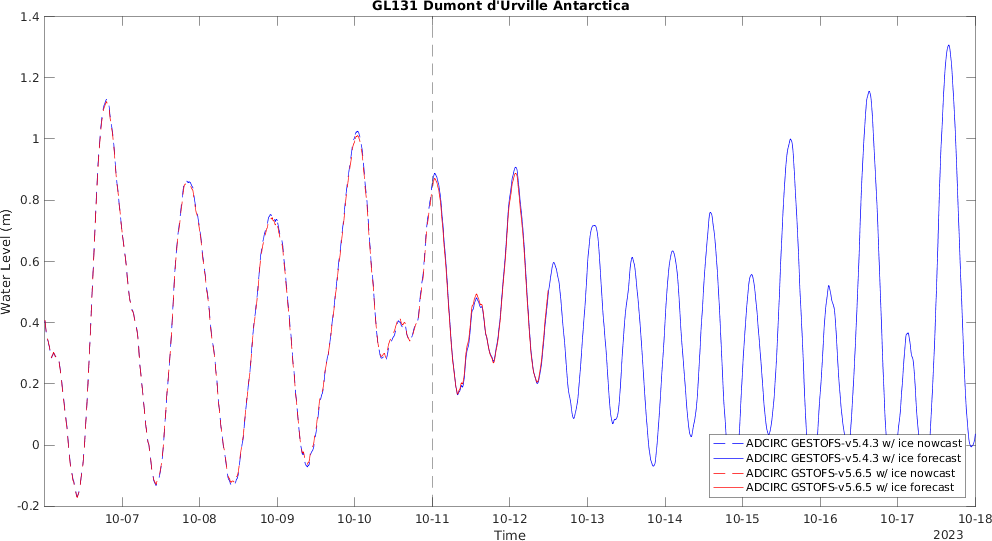 GL131 Dumont d'Urville Antarctica
1.4
1.2
1
0.8
0.6
0.4
0.2
0
-0.2
Water Level (m)
ADCIRC GESTOFS-v5.4.3 w/ ice nowcast
ADCIRC GESTOFS-v5.4.3 w/ ice forecast
ADCIRC GSTOFS-v5.6.5 w/ ice nowcast
ADCIRC GSTOFS-v5.6.5 w/ ice forecast
10-07 10-08 10-09 10-10 10-11 10-12 10-13 10-14 10-15 10-16 10-17 10-18
Time
2023